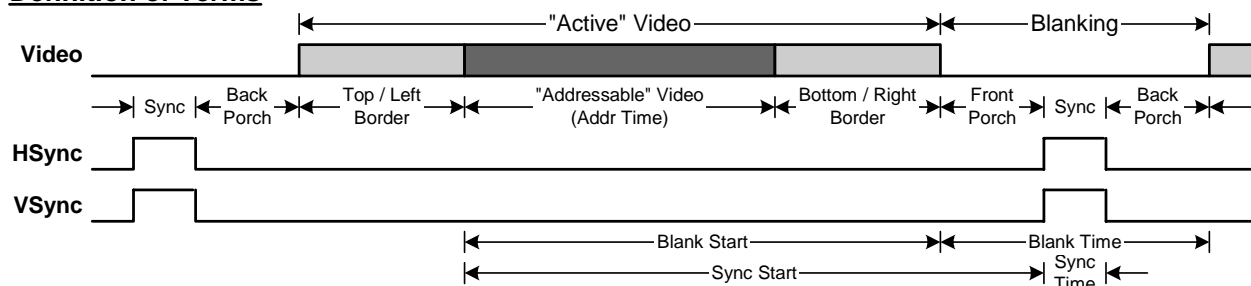 Definition of Terms
"Active" Video
Blanking
Video
Sync
Back
Porch
Top / Left
Border
"Addressable" Video
(Addr Time)
Bottom / Right
Border
Front
Porch
Sync
Back
Porch
HSync
VSync
Blank Start
Blank Time
Sync Start
Sync
Time